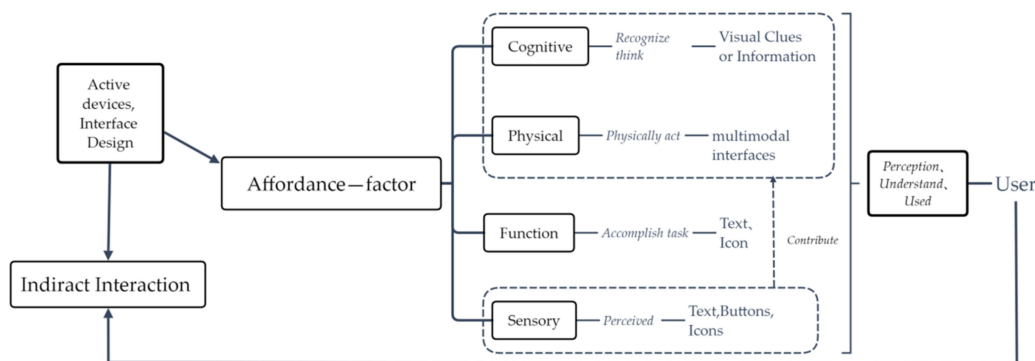 Active
devices,
Interface
Design
Indiract Interaction
Affordance—factor
Cognitive
Recognize
think
Visual Clues
or Information
Physical
Physically act
multimodal
interfaces
Function
Accomplish task
Text、
Icon
Contribute
Sensory
Perceived
Text,Buttons,
Icons
Perception、
Understand、
Used
User